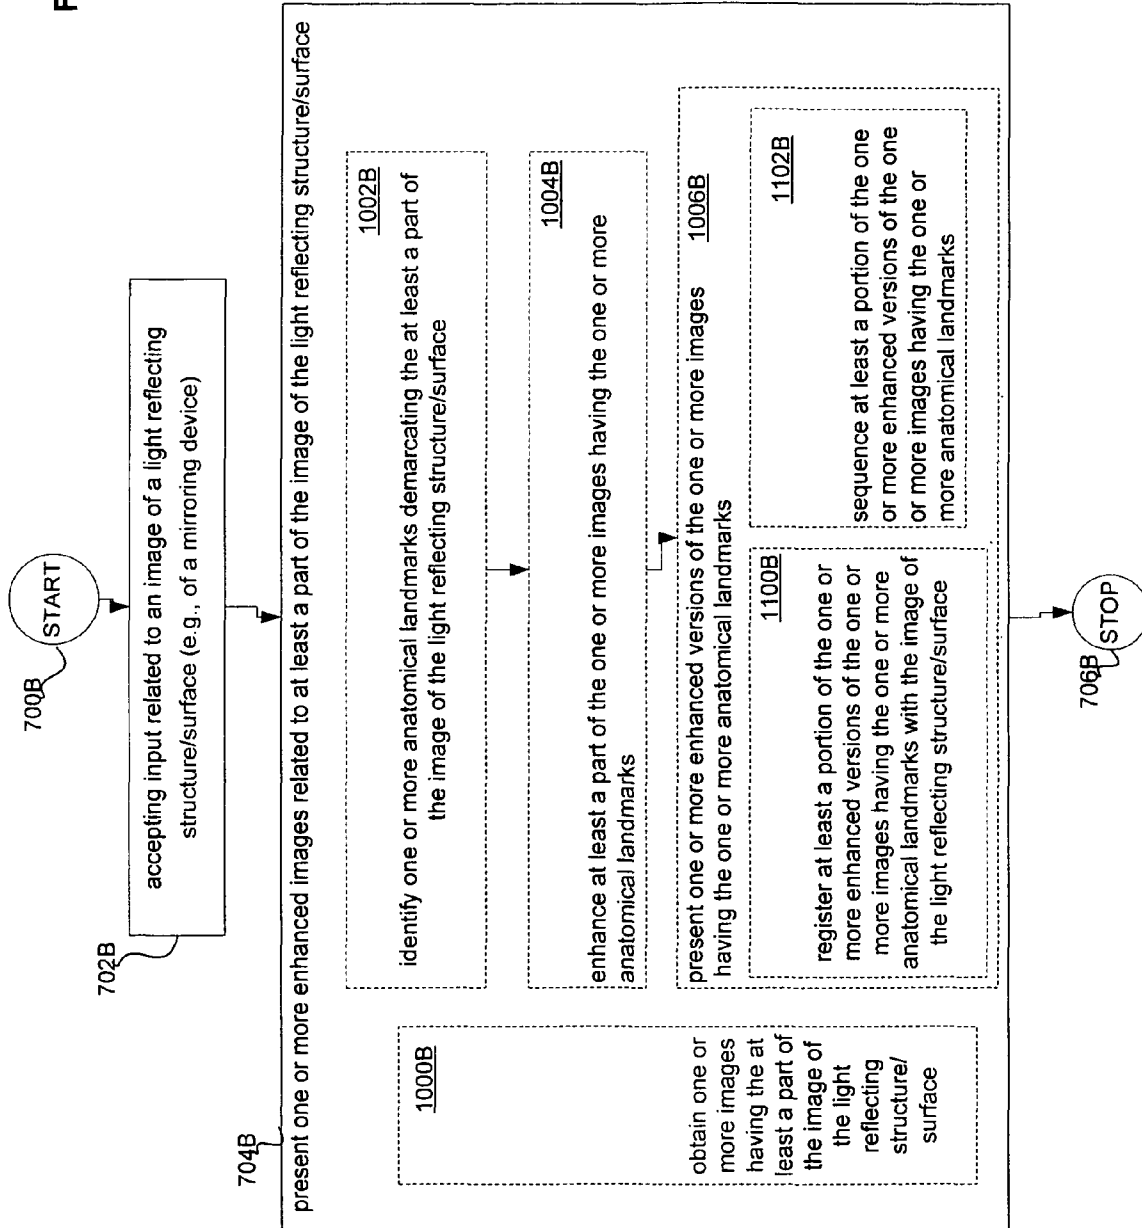 F
START
700B
accepting input related to an image of a light reflecting
structure/surface (e.g., of a mirroring device)
702B
704B
present one or more enhanced images related to at least a part of the image of the light reflecting structure/surface
1000B
obtain one or
more images
having the at
least a part of
the image of
the light
reflecting
structure/
surface
1002B
identify one or more anatomical landmarks demarcating the at least a part of
the image of the light reflecting structure/surface
1004B
enhance at least a part of the one or more images having the one or more
anatomical landmarks
1006B
present one or more enhanced versions of the one or more images
having the one or more anatomical landmarks
1100B
register at least a portion of the one or
more enhanced versions of the one or
more images having the one or more
anatomical landmarks with the image of
the light reflecting structure/surface
1102B
sequence at least a portion of the one
or more enhanced versions of the one
or more images having the one or
more anatomical landmarks
706B
STOP